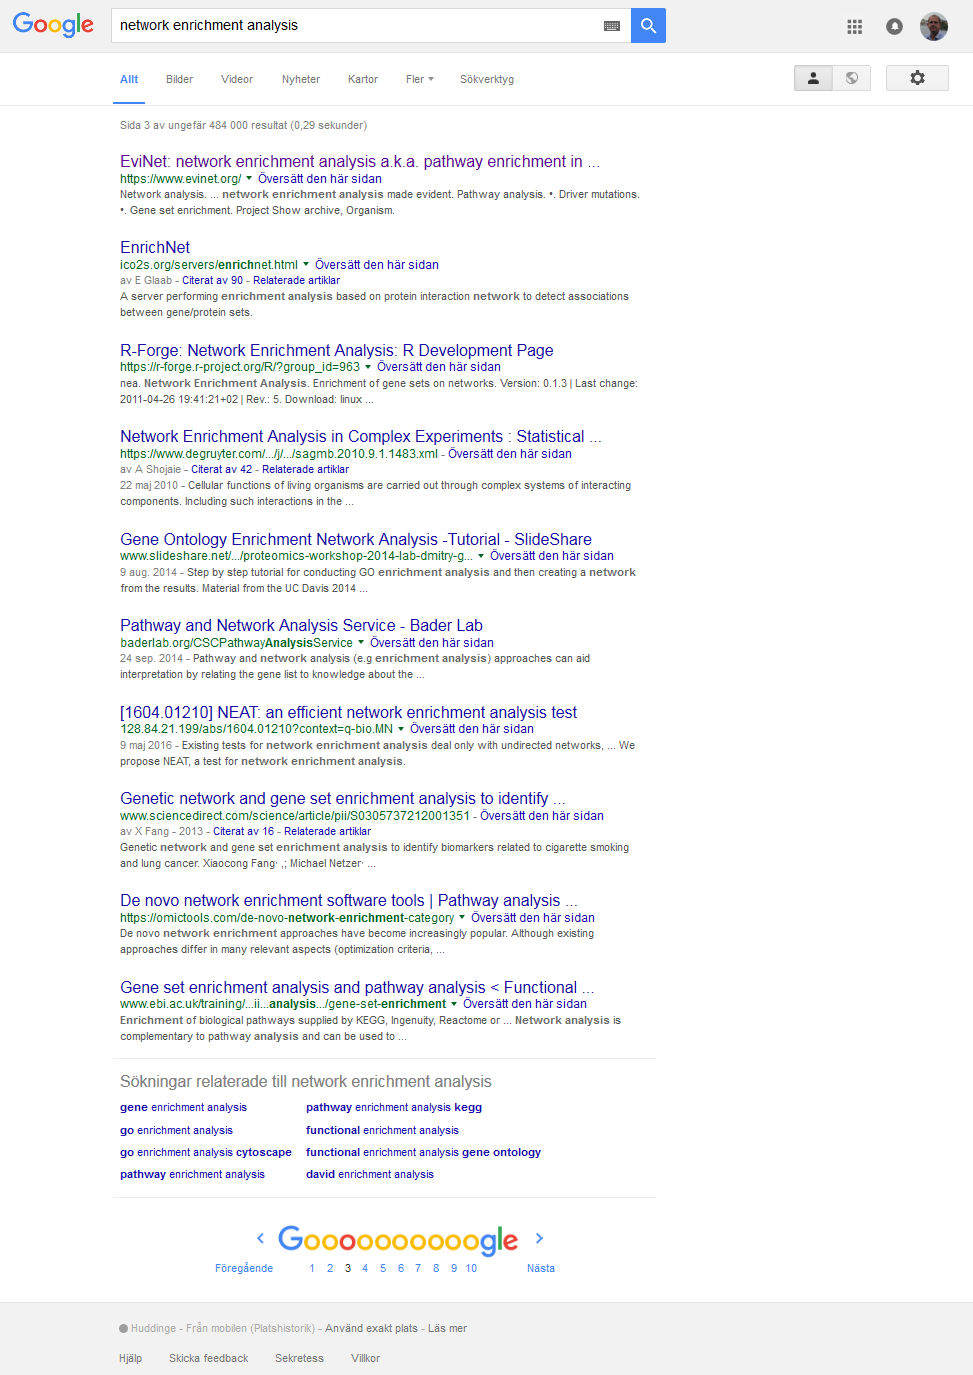 Google
network enrichment analysis
Allt Bilder Videor Nyheter Kartor Fler Sökverktyg
Sida 3 av ungefär 484 000 resultat (0,29 sekunder)
EviNet: network enrichment analysis a.k.a. pathway enrichment in ...
https://www.evinet.org/ Översätt den här sidan
Network analysis. ... network enrichment analysis made evident. Pathway analysis. •. Driver mutations.
•. Gene set enrichment. Project Show archive, Organism.
EnrichNet
ico2s.org/servers/enrichnet.html Översätt den här sidan
av E Glaab - Citerat av 90 - Relaterade artiklar
A server performing enrichment analysis based on protein interaction network to detect associations
between gene/protein sets.
R-Forge: Network Enrichment Analysis: R Development Page
https://r-forge.r-project.org/R/?group_id=963 Översätt den här sidan
nea. Network Enrichment Analysis. Enrichment of gene sets on networks. Version: 0.1.3 | Last change:
2011-04-26 19:41:21+02 | Rev.: 5. Download: linux ...
Network Enrichment Analysis in Complex Experiments : Statistical ...
https://www.degruyter.com/.../j/.../sagmb.2010.9.1.1483.xml - Översätt den här sidan
av A Shojaie - Citerat av 42 - Relaterade artiklar
22 maj 2010 - Cellular functions of living organisms are carried out through complex systems of interacting
components. Including such interactions in the ...
Gene Ontology Enrichment Network Analysis -Tutorial - SlideShare
www.slideshare.net/.../proteomics-workshop-2014-lab-dmitry-g... Översätt den här sidan
9 aug. 2014 - Step by step tutorial for conducting GO enrichment analysis and then creating a network
from the results. Material from the UC Davis 2014 ...
Pathway and Network Analysis Service - Bader Lab
baderlab.org/CSCPathwayAnalysisService Översätt den här sidan
24 sep. 2014 - Pathway and network analysis (e.g enrichment analysis) approaches can aid
interpretation by relating the gene list to knowledge about the ...
[1604.01210] NEAT: an efficient network enrichment analysis test
128.84.21.199/abs/1604.01210?context=q-bio.MN Översätt den här sidan
9 maj 2016 - Existing tests for network enrichment analysis deal only with undirected networks, ... We
propose NEAT, a test for network enrichment analysis.
Genetic network and gene set enrichment analysis to identify ...
www.sciencedirect.com/science/article/pii/S0305737212001351 - Översätt den här sidan
av X Fang - 2013 - Citerat av 16 - Relaterade artiklar
Genetic network and gene set enrichment analysis to identify biomarkers related to cigarette smoking
and lung cancer. Xiaocong Fang· ,; Michael Netzer· ...
De novo network enrichment software tools | Pathway analysis ...
https://omictools.com/de-novo-network-enrichment-category Översätt den här sidan
De novo network enrichment approaches have become increasingly popular. Although existing
approaches differ in many relevant aspects (optimization criteria, ...
Gene set enrichment analysis and pathway analysis < Functional ...
www.ebi.ac.uk/training/...ii...analysis.../gene-set-enrichment Översätt den här sidan
Enrichment of biological pathways supplied by KEGG, Ingenuity, Reactome or ... Network analysis is
complementary to pathway analysis and can be used to ...
Sökningar relaterade till network enrichment analysis
gene enrichment analysis pathway enrichment analysis kegg
go enrichment analysis functional enrichment analysis
go enrichment analysis cytoscape functional enrichment analysis gene ontology
pathway enrichment analysis david enrichment analysis
Goooooooooogle
Föregående 1 2 3 4 5 6 7 8 9 10 Nästa
Huddinge - Från mobilen (Platshistorik) - Använd exakt plats - Läs mer
Hjälp Skicka feedback Sekretess Villkor